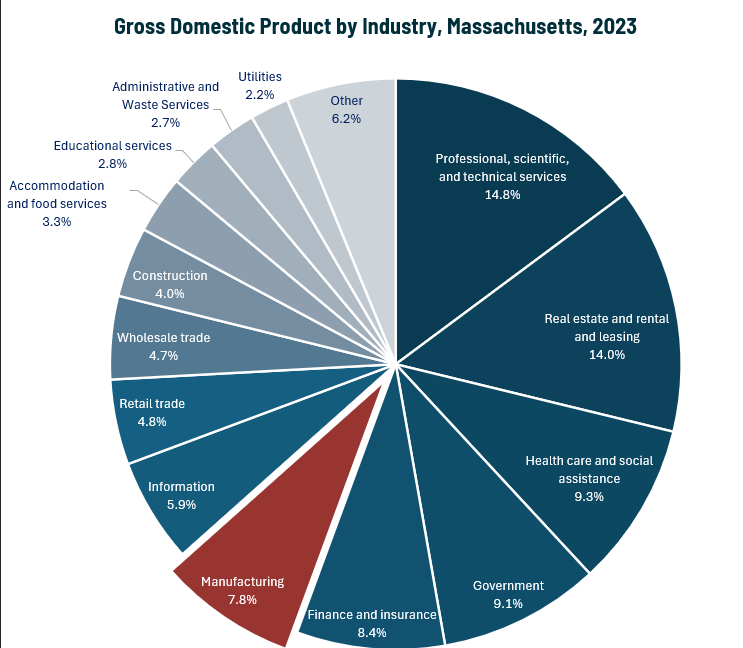 Gross Domestic Product by Industry, Massachusetts, 2023
Professional, scientific,
and technical services
14.8%
Real estate and rental
and leasing
14.0%
Health care and social
assistance
9.3%
Government
9.1%
Finance and insurance
8.4%
Manufacturing
7.8%
Information
5.9%
Retail trade
4.8%
Wholesale trade
4.7%
Construction
4.0%
Accommodation
and food services
3.3%
Educational services
2.8%
Administrative and
Waste Services
2.7%
Utilities
2.2%
Other
6.2%